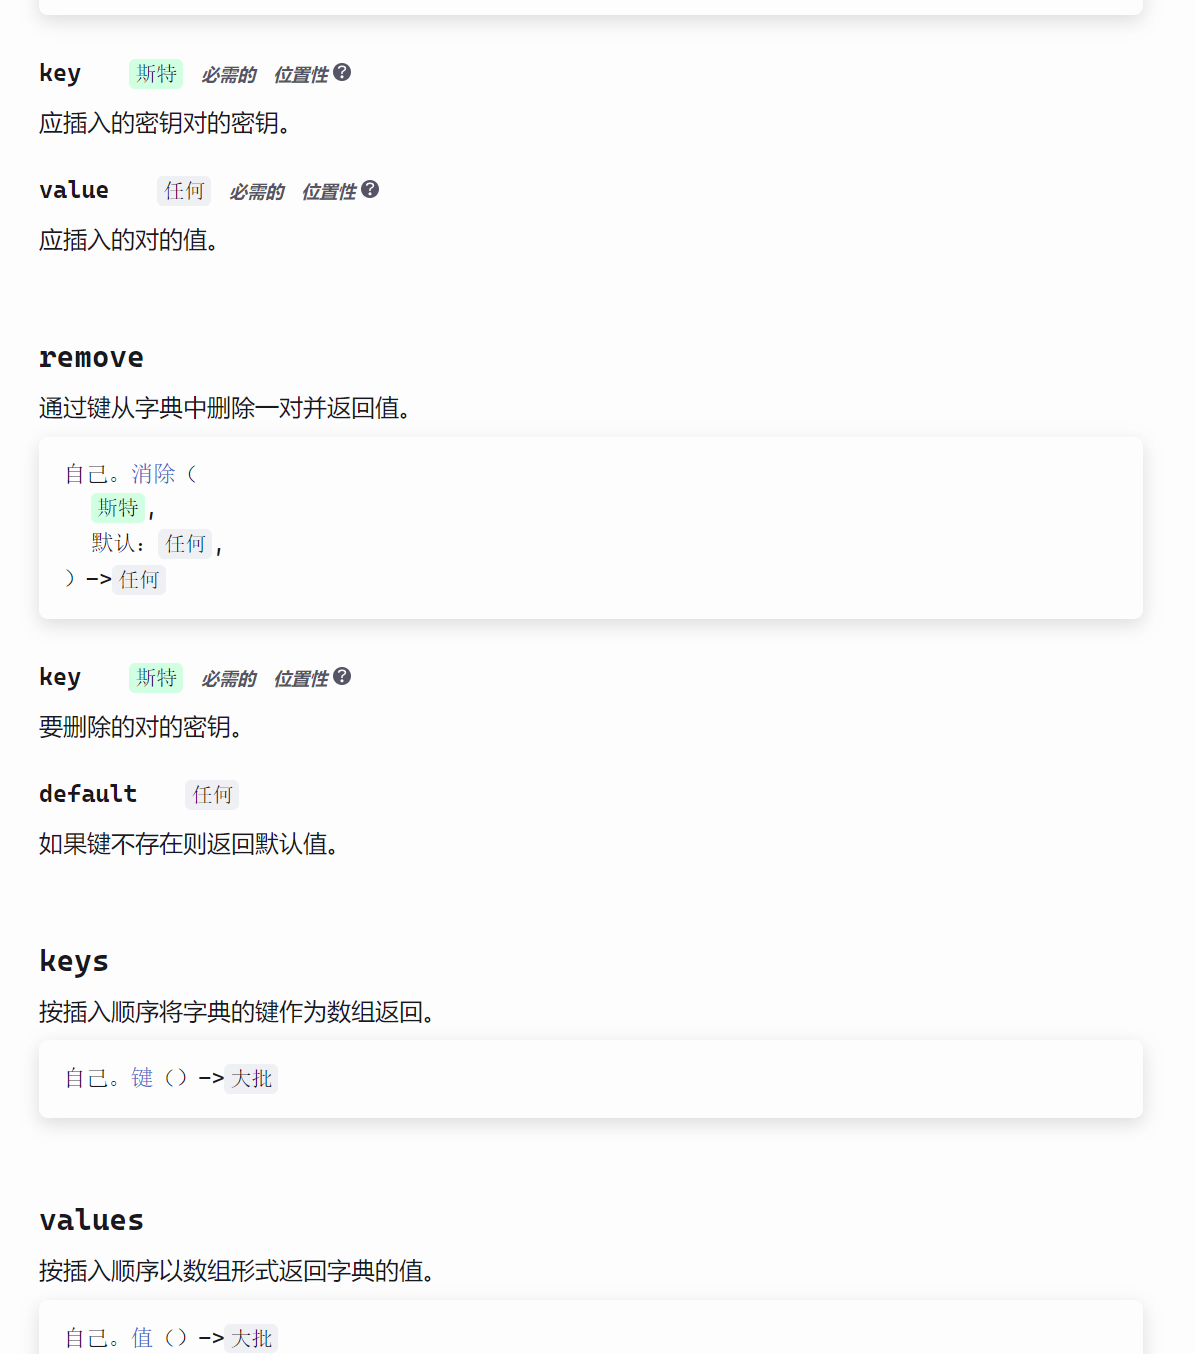 key 斯特 必需的 位置性?
应插入的密钥对的密钥。
value 任何 必需的 位置性?
应插入的对的值。
remove
通过键从字典中删除一对并返回值。
自己。消除（
斯特,
默认：任何,
）->任何
key 斯特 必需的 位置性?
要删除的对的密钥。
default 任何
如果键不存在则返回默认值。
keys
按插入顺序将字典的键作为数组返回。
自己。键（）->大批
values
按插入顺序以数组形式返回字典的值。
自己。值（）->大批